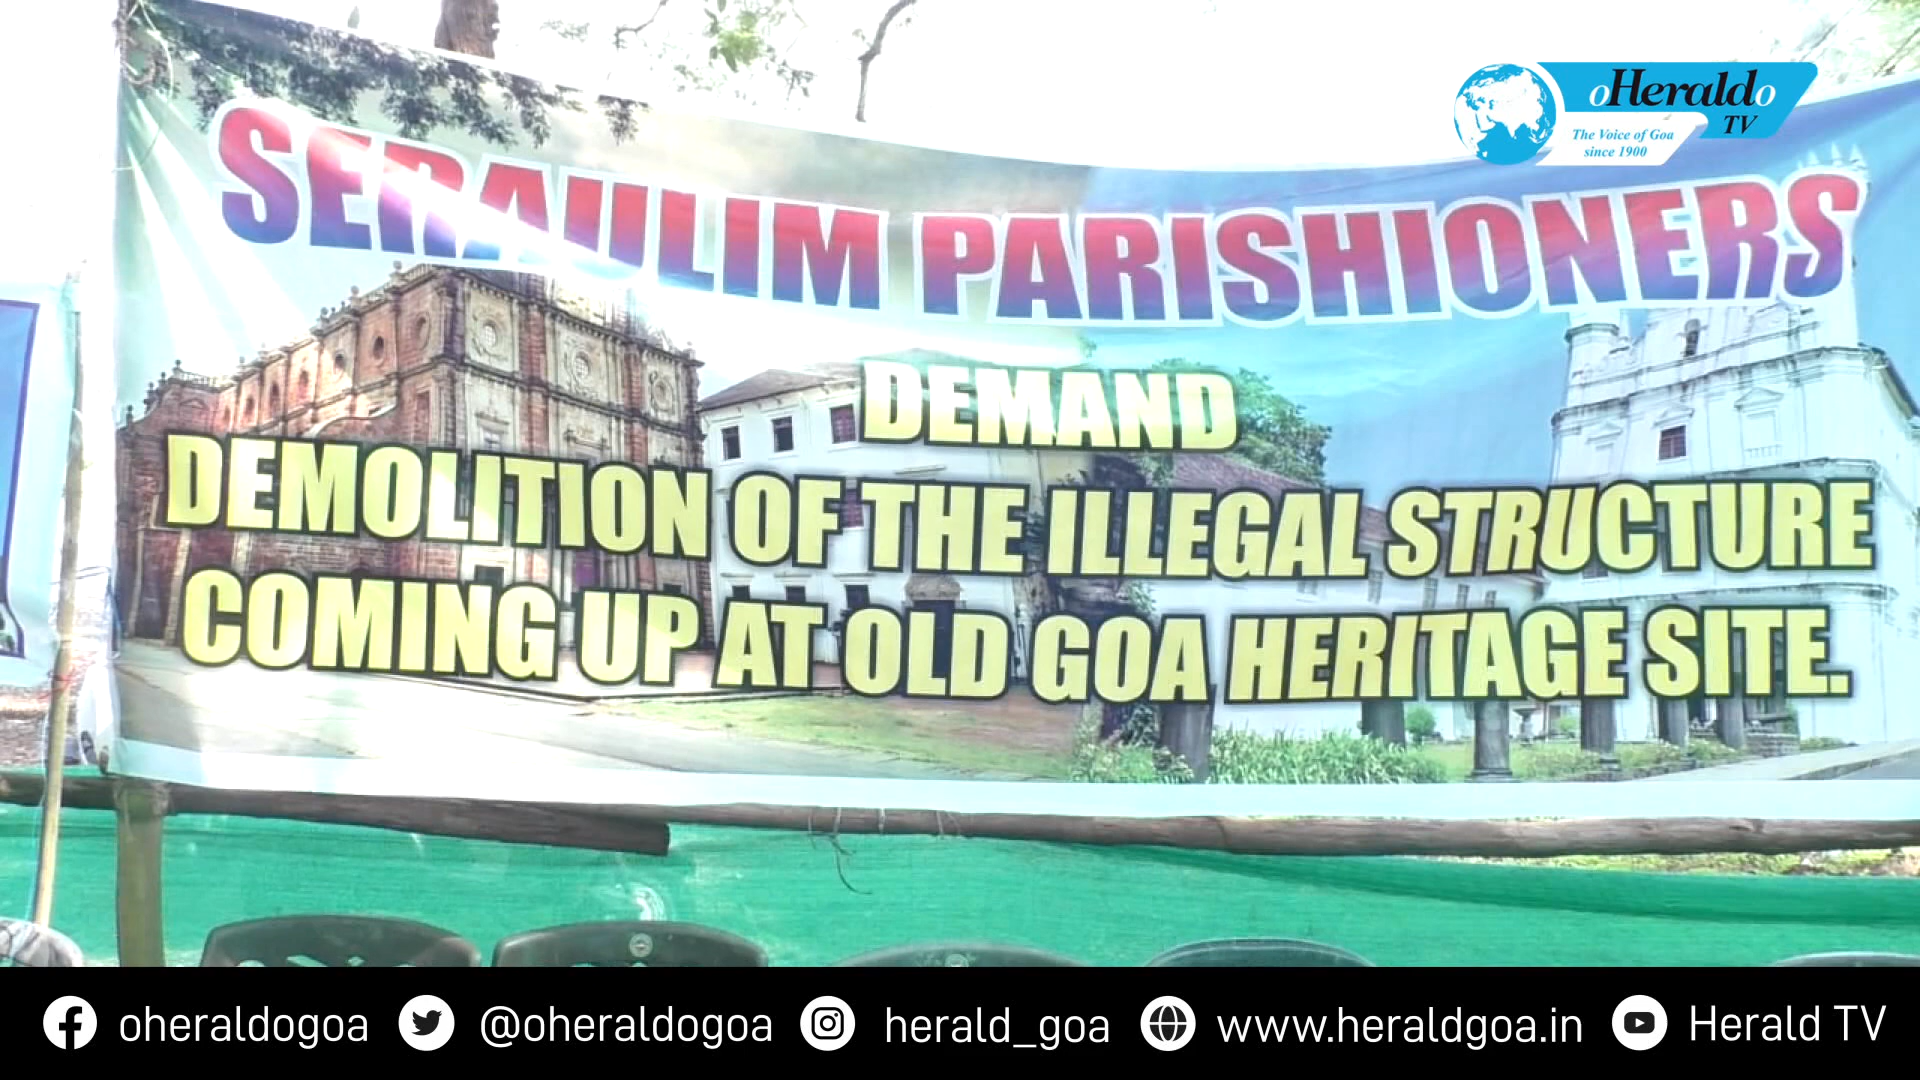 oHeraldo
TV
The Voice of Goa
since 1900
SERAULIM PARISHIONERS
DEMAND
DEMOLITION OF THE ILLEGAL STRUCTURE
COMING UP AT OLD GOA HERITAGE SITE.
oheraldogoa @oheraldogoa herald_goa www.heraldgoa.in Herald TV